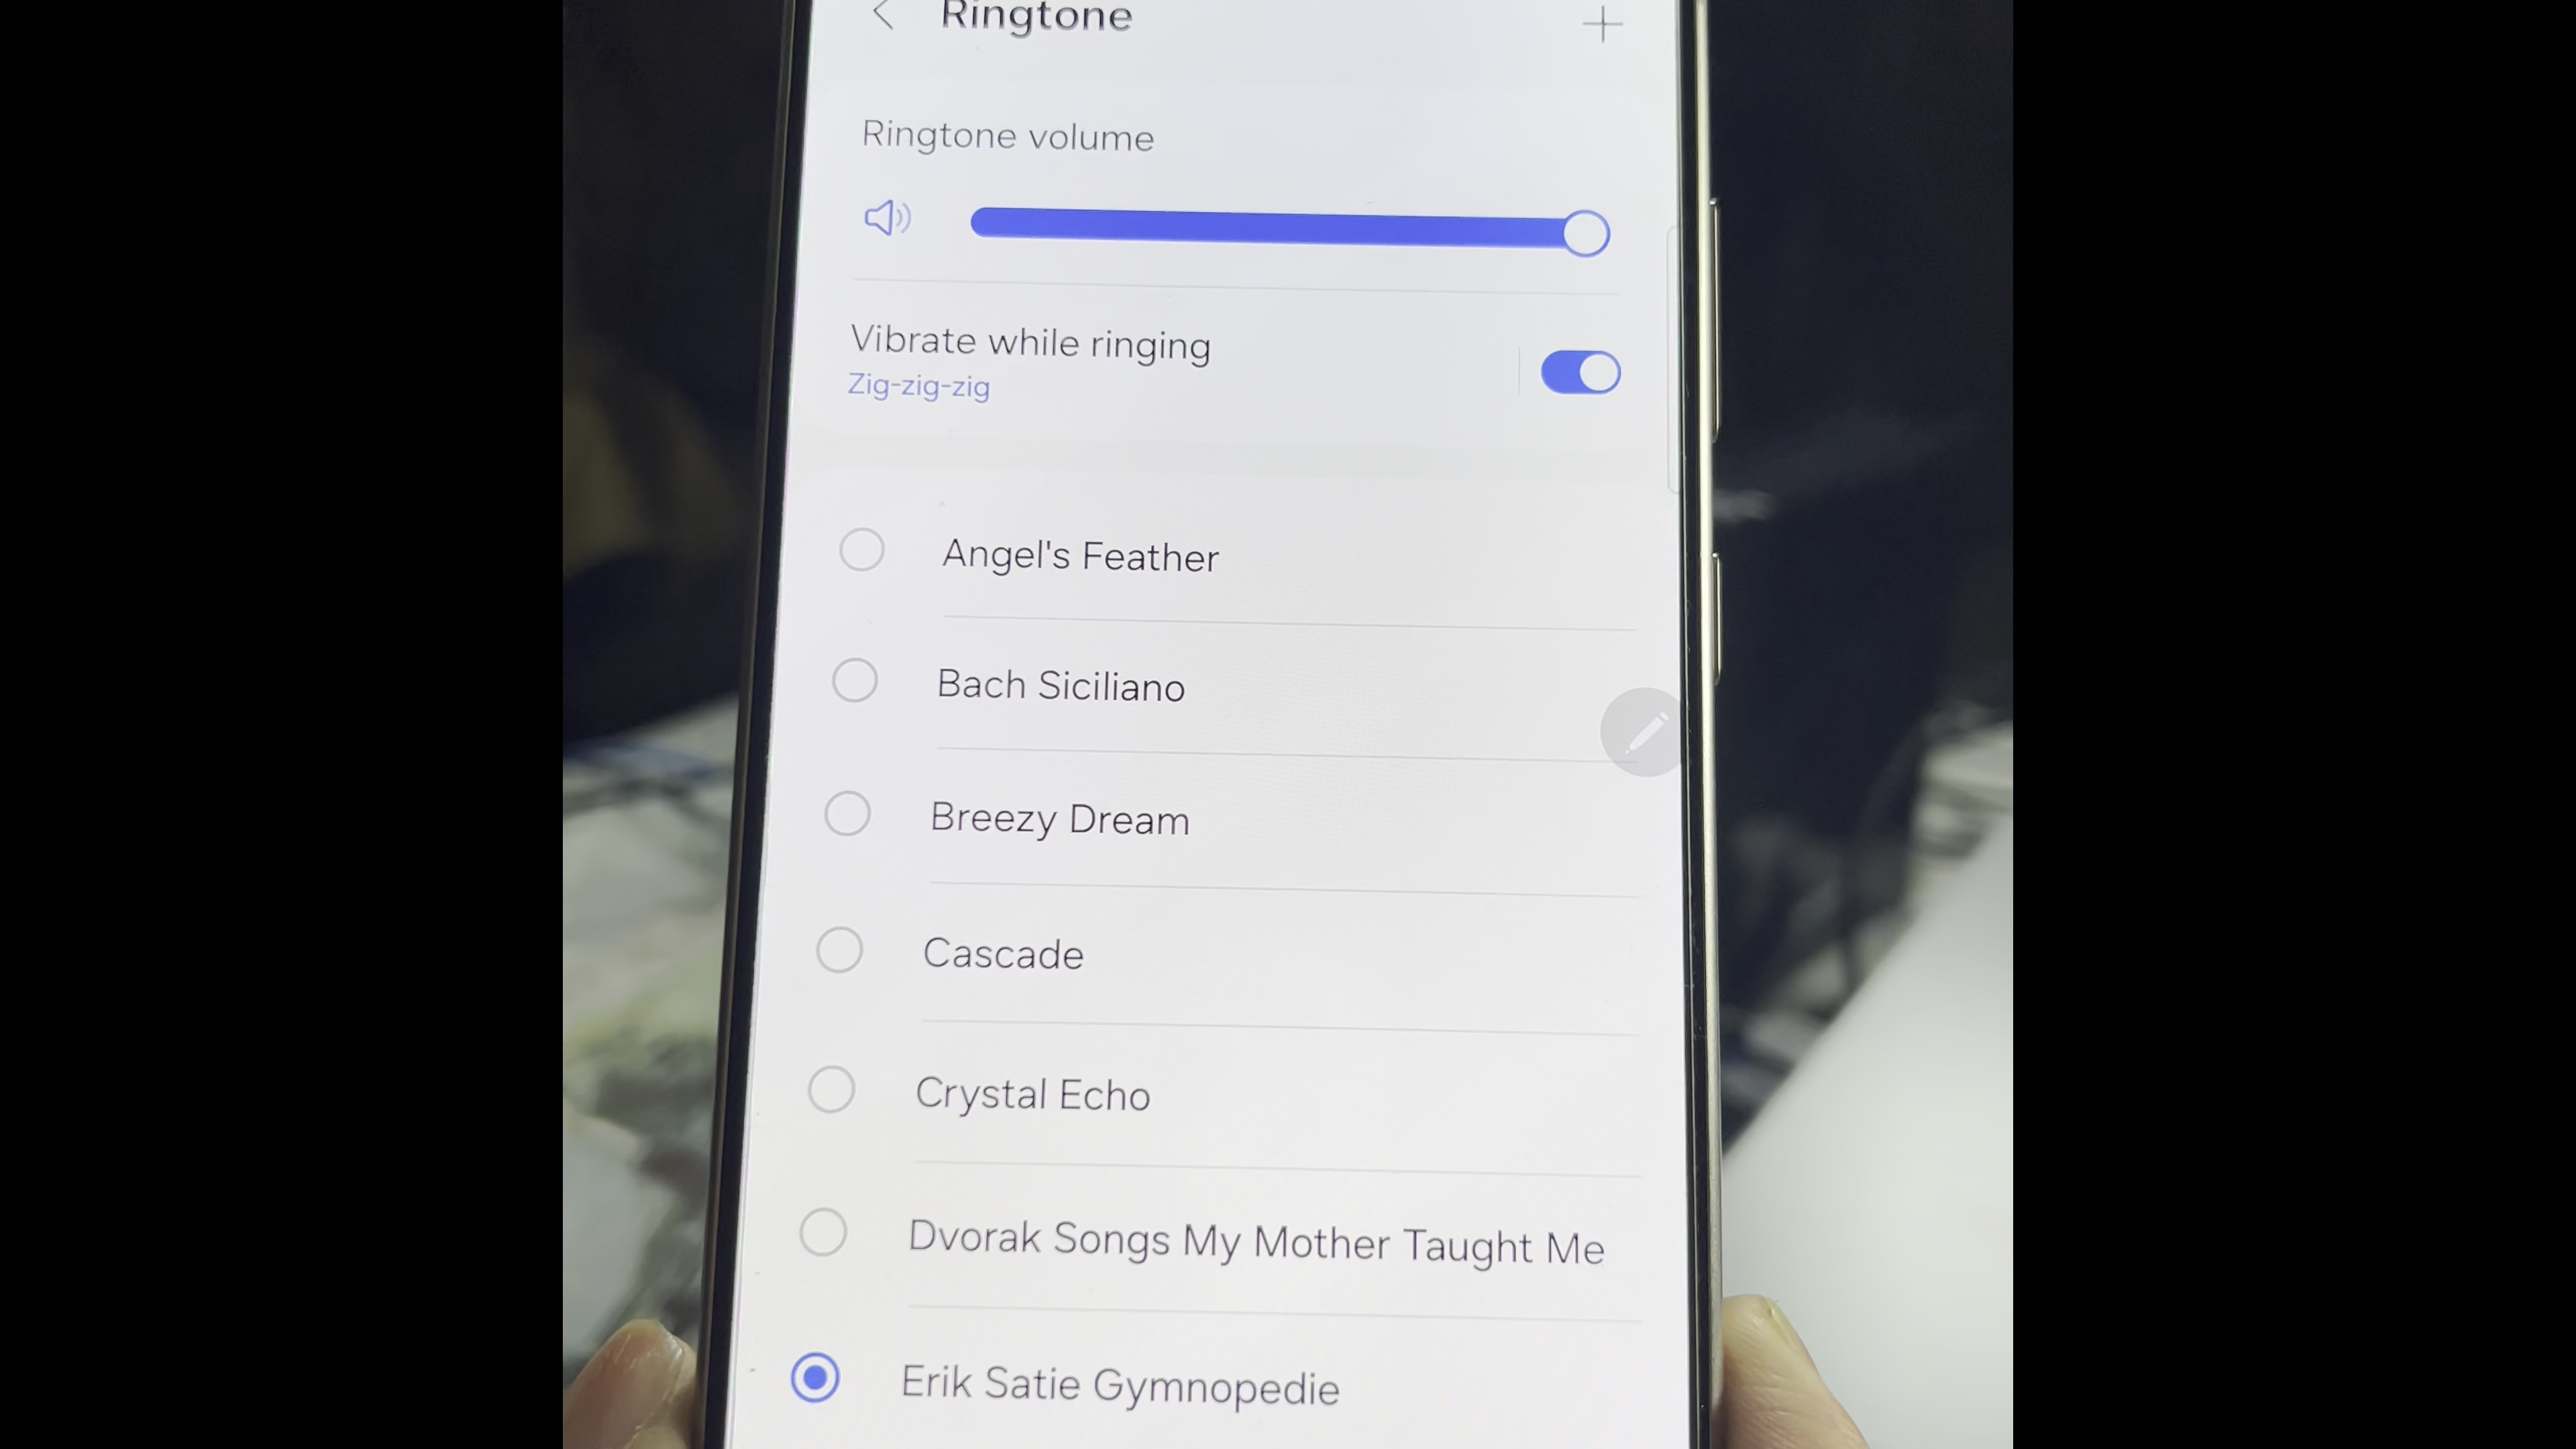 Ringtone
Ringtone volume
Vibrate while ringing
Zig-zig-zig
Angel's Feather
Bach Siciliano
Breezy Dream
Cascade
Crystal Echo
Dvorak Songs My Mother Taught Me
Erik Satie Gymnopedie